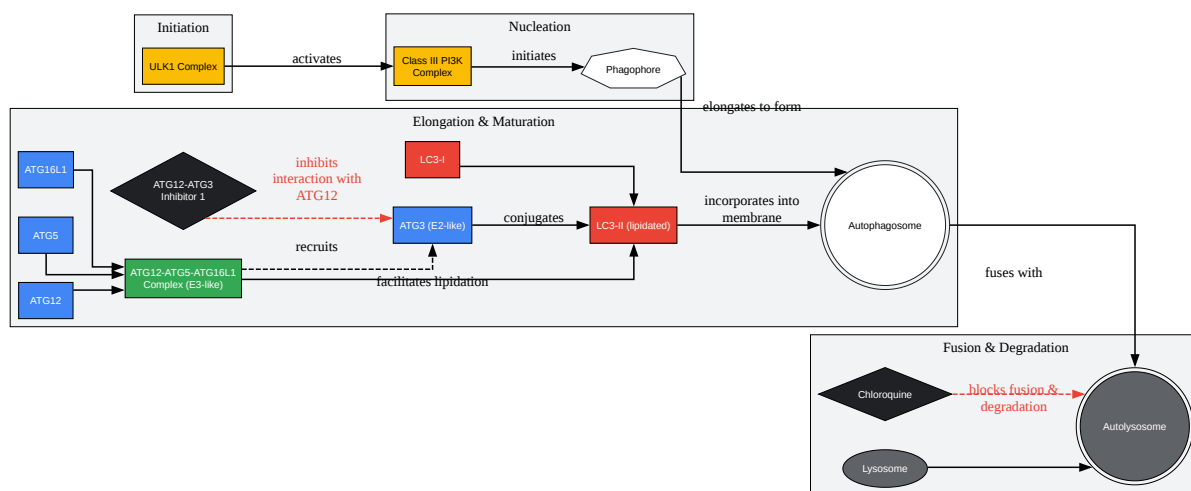 Initiation
ULK1 Complex
activates
Nucleation
Class III PI3K
Complex
initiates
Phagophore
elongates to form
Elongation & Maturation
ATG16L1
ATG5
ATG12
ATG12-ATG3
Inhibitor 1
inhibits
interaction with
ATG12
LC3-I
ATG3 (E2-like)
conjugates
LC3-II (lipidated)
incorporates into
membrane
Autophagosome
recruits
ATG12-ATG5-ATG16L1
Complex (E3-like)
facilitates lipidation
fuses with
Fusion & Degradation
Chloroquine
blocks fusion &
degradation
Autolysosome
Lysosome